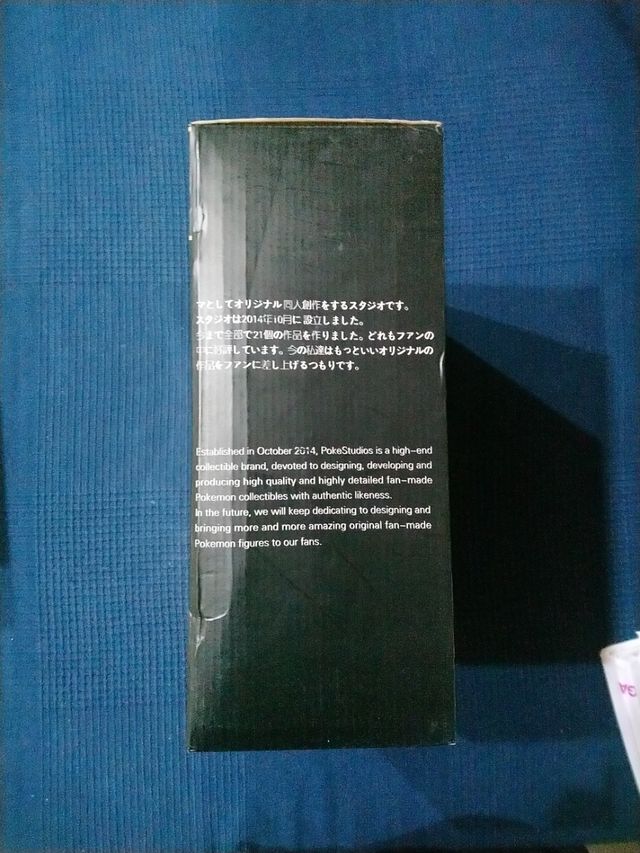 マとしてオリジナル同人創作をするスタジオです。
スタジオは2014年10月に設立しました。
今まで全部で21個の作品を作りました。どれもファンの
中に好評しています。今の私達はもっといいオリジナルの
作品をファンに差し上げるつもりです。
Established in October 2014, PokeStudios is a high-end
collectible brand, devoted to designing, developing and
producing high quality and highly detailed fan-made
Pokemon collectibles with authentic likeness.
In the future, we will keep dedicating to designing and
bringing more and more amazing original fan-made
Pokemon figures to our fans.